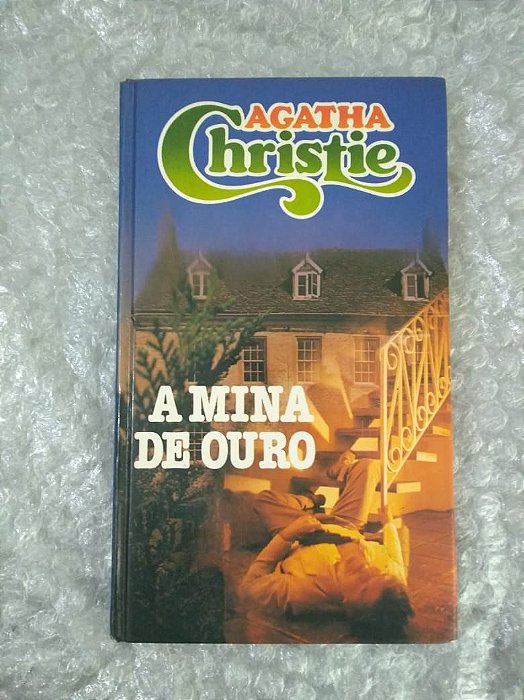 AGATHA
Christie
A MINA
DE OURO